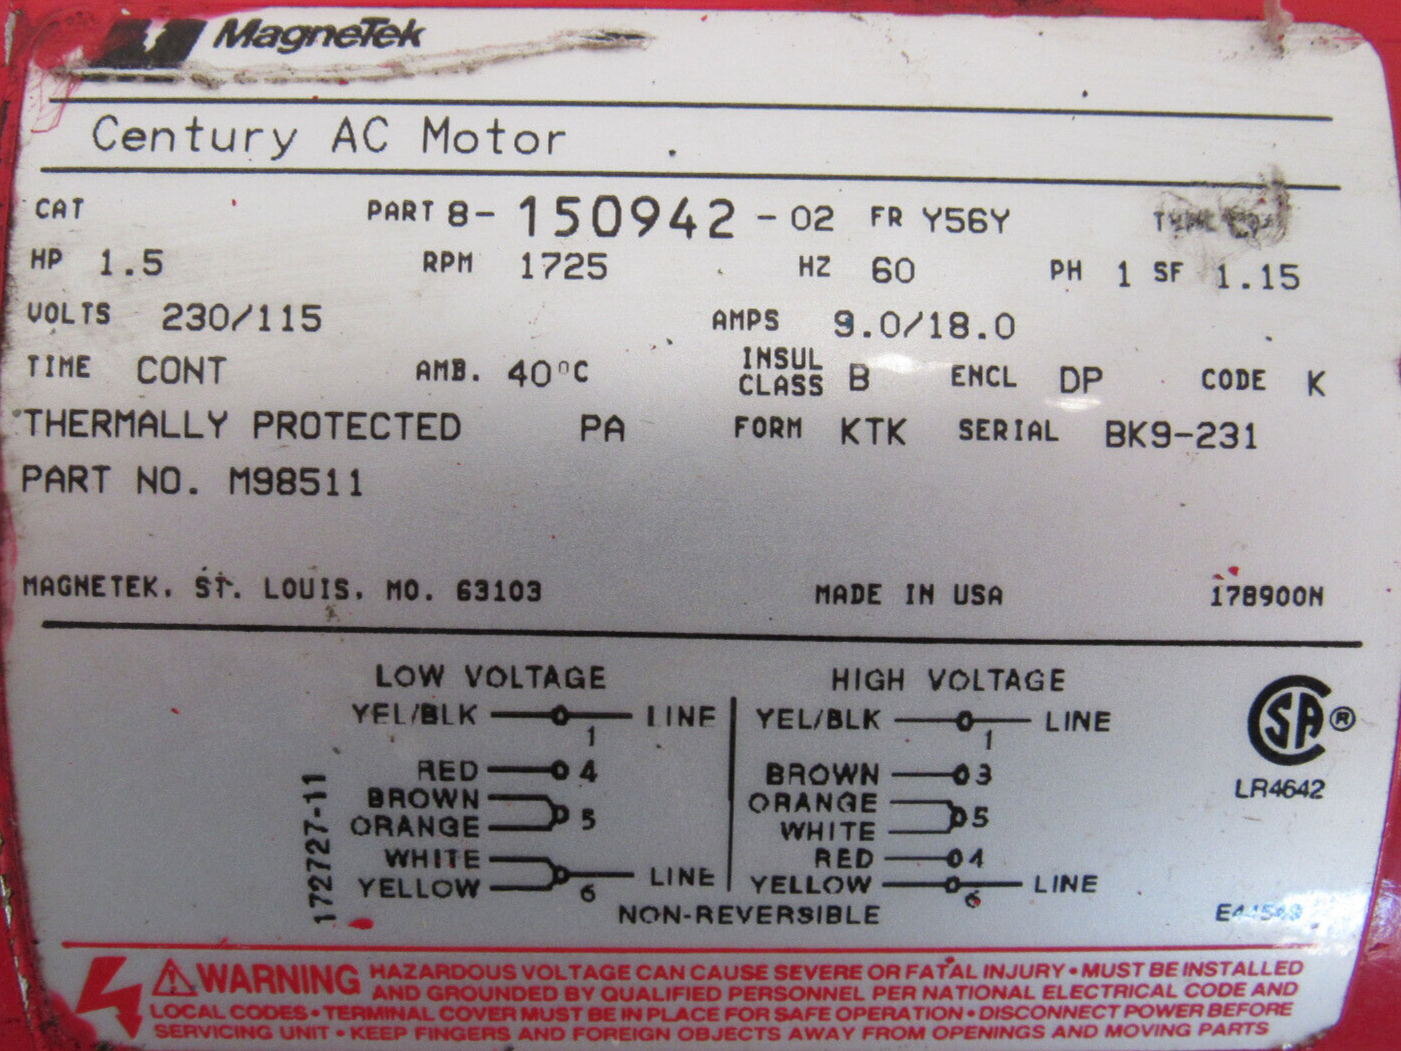 MagneTek
Century AC Motor
CAT PART 8-150942-02 FR Y56Y TYPE
HP 1.5 RPM 1725 HZ 60 PH 1 SF 1.15
VOLTS 230/115 AMPS 9.0/18.0
TIME CONT AMB. 40°C INSUL CLASS B ENCL DP CODE K
THERMALLY PROTECTED PA FORM KTK SERIAL BK9-231
PART NO. M98511
MAGNETEK, ST. LOUIS, MO. 63103 MADE IN USA 178900N
LOW VOLTAGE
YEL/BLK LINE
1
RED 4
BROWN
ORANGE 5
WHITE
YELLOW 6 LINE
172727-11
HIGH VOLTAGE
YEL/BLK LINE
1
BROWN 3
ORANGE
WHITE 5
RED 4
YELLOW LINE
6
NON-REVERSIBLE
SA ®
LR4642
WARNING HAZARDOUS VOLTAGE CAN CAUSE SEVERE OR FATAL INJURY • MUST BE INSTALLED
AND GROUNDED BY QUALIFIED PERSONNEL PER NATIONAL ELECTRICAL CODE AND
LOCAL CODES • TERMINAL COVER MUST BE IN PLACE FOR SAFE OPERATION • DISCONNECT POWER BEFORE
SERVICING UNIT • KEEP FINGERS AND FOREIGN OBJECTS AWAY FROM OPENINGS AND MOVING PARTS